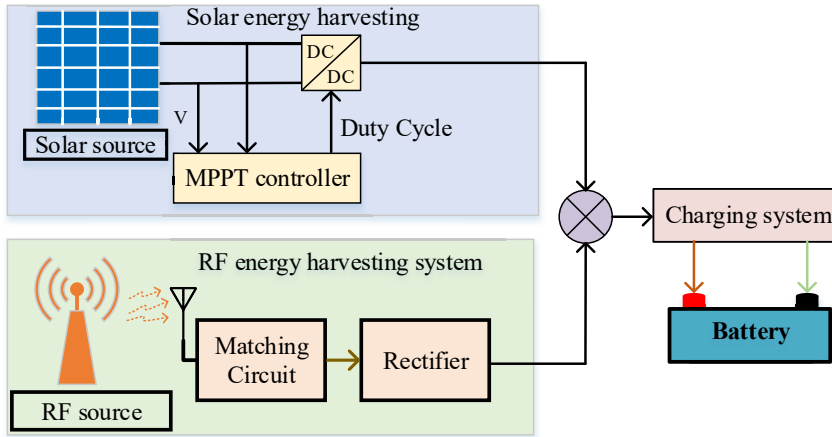 Solar energy harvesting
DC
DC
V
Duty Cycle
Solar source
MPPT controller
Charging system
RF energy harvesting system
Battery
Matching
Circuit
Rectifier
RF source